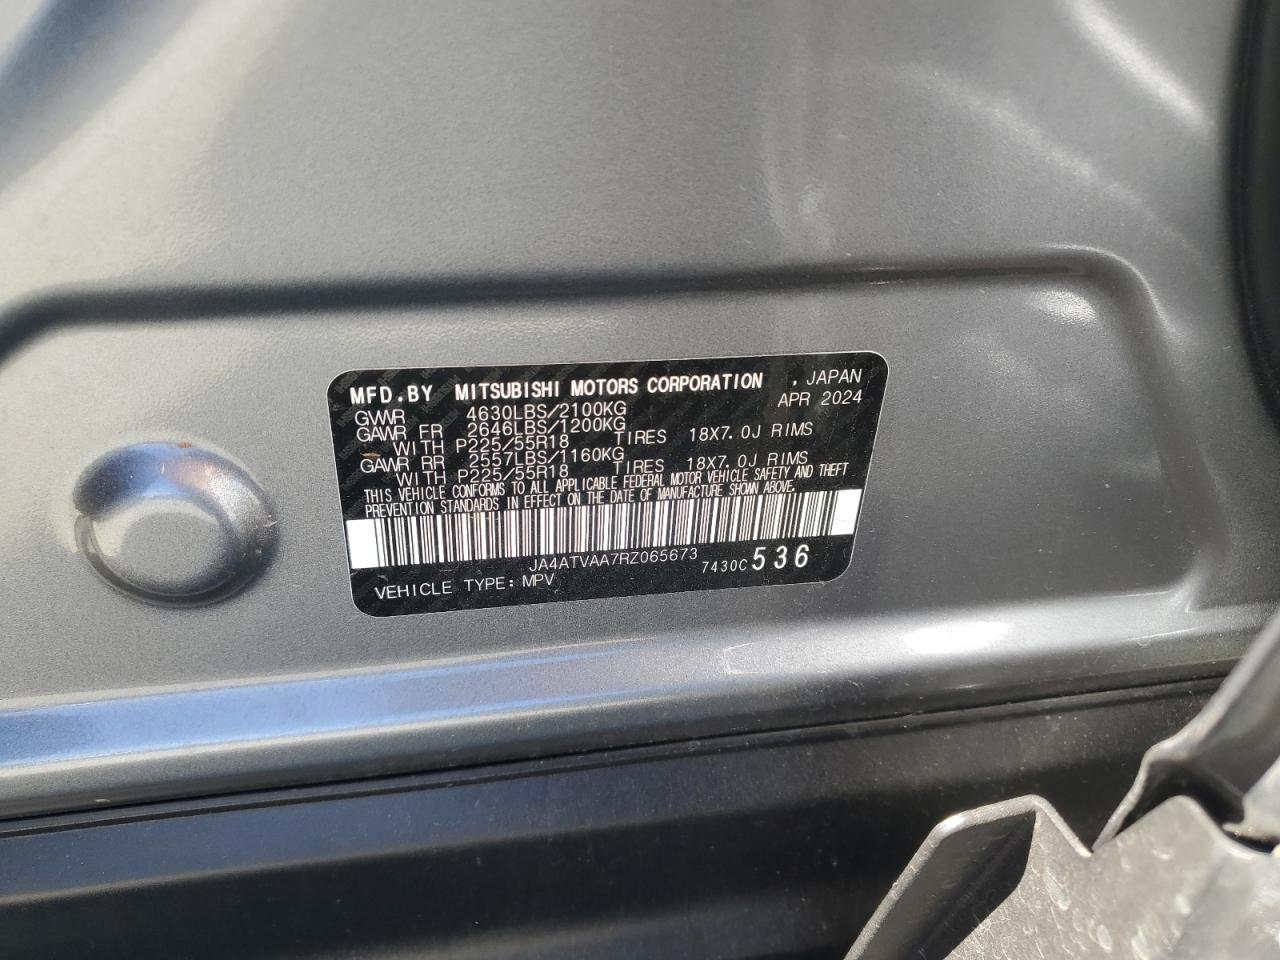 MFD.BY MITSUBISHI MOTORS CORPORATION , JAPAN
APR 2024
GVWR 4630LBS/2100KG
GAWR FR 2646LBS/1200KG
WITH P225/55R18 TIRES 18X7.0J RIMS
GAWR RR 2557LBS/1160KG
WITH P225/55R18 TIRES 18X7.0J RIMS
THIS VEHICLE CONFORMS TO ALL APPLICABLE FEDERAL MOTOR VEHICLE SAFETY AND THEFT
PREVENTION STANDARDS IN EFFECT ON THE DATE OF MANUFACTURE SHOWN ABOVE.
JA4ATVAA7RZ065673
VEHICLE TYPE:MPV 7430C 536